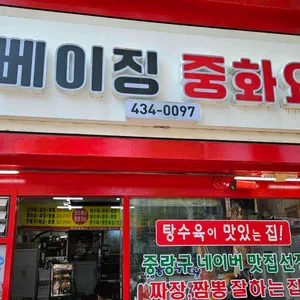 베이징 중화요
434-0097
탕수육이 맛있는 집!
중랑구 네이버 맛집 선정
짜장,짬뽕 잘하는집